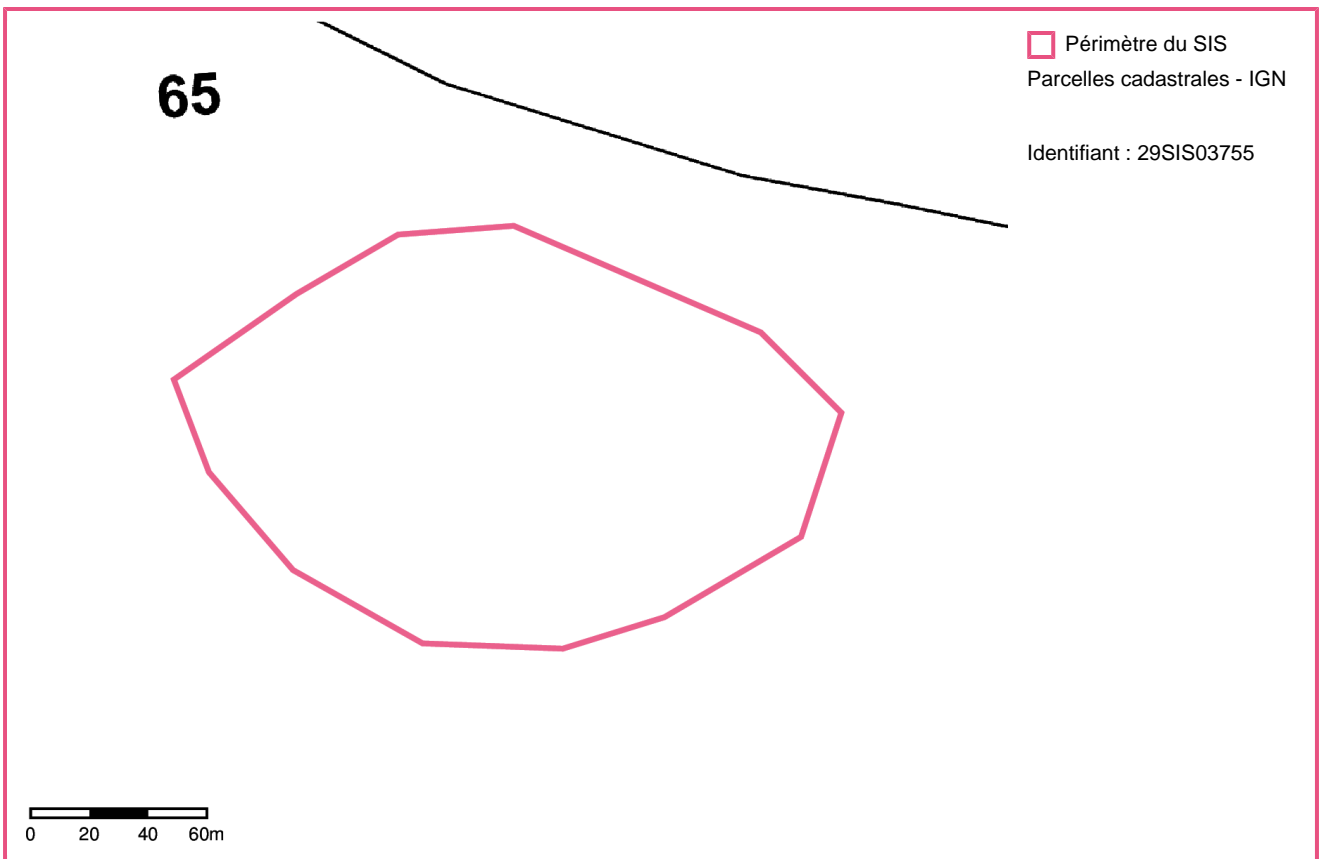 65
Périmètre du SIS
Parcelles cadastrales - IGN
Identifiant : 29SIS03755
0 20 40 60m